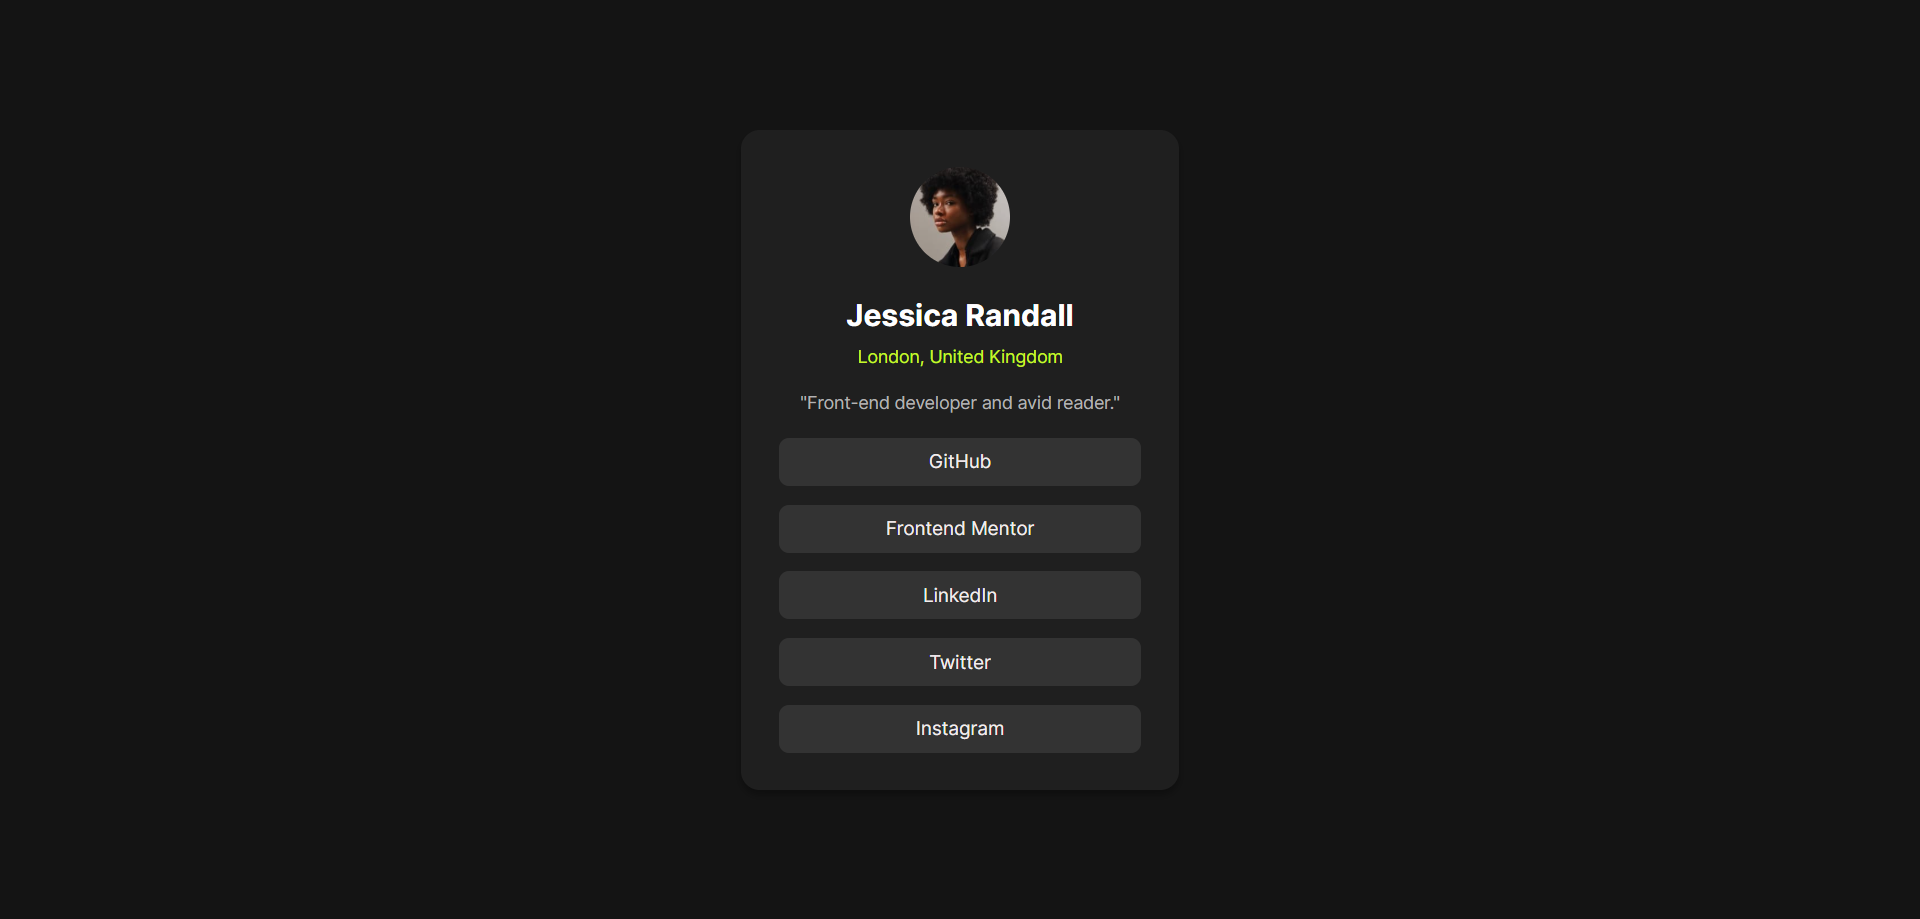 Jessica Randall
London, United Kingdom
"Front-end developer and avid reader."
GitHub
Frontend Mentor
LinkedIn
Twitter
Instagram